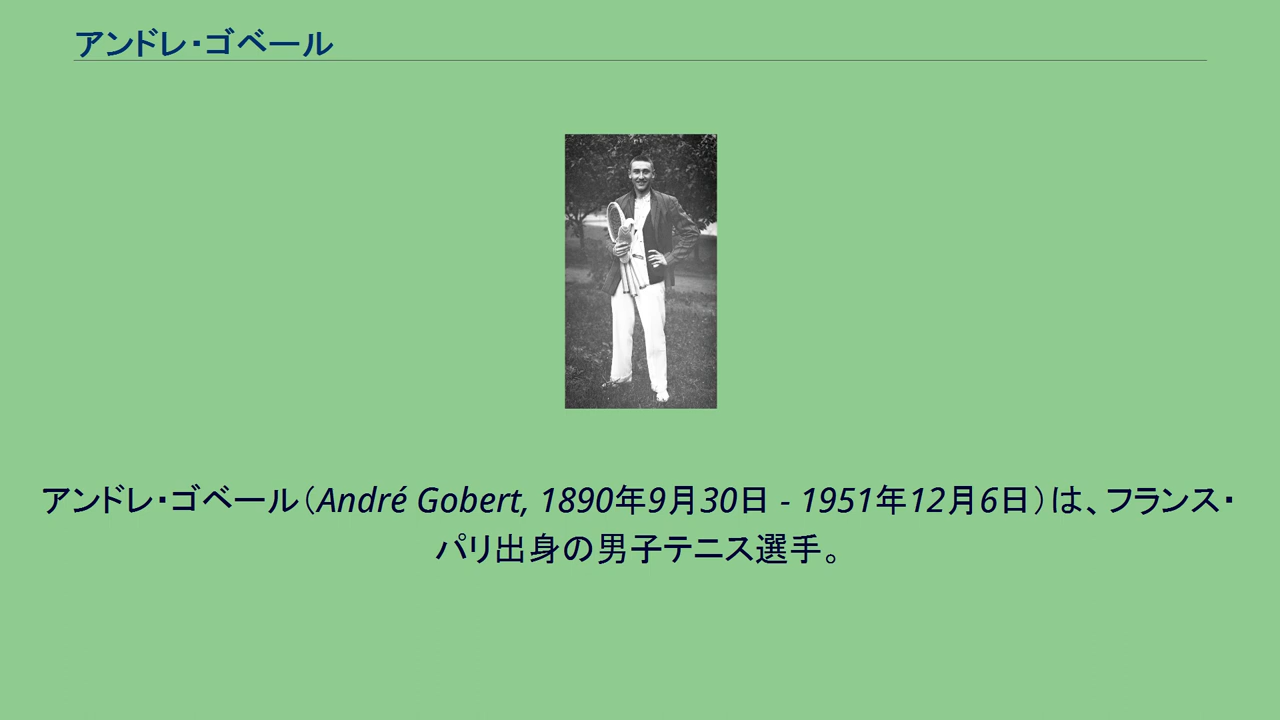 アンドレ・ゴベール
アンドレ・ゴベール（André Gobert, 1890年9月30日 - 1951年12月6日）は、フランス・
パリ出身の男子テニス選手。